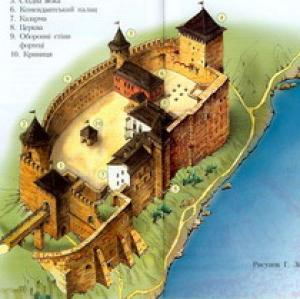 5. Східна вежа
6. Комендантський палац
7. Казарма
8. Церква
9. Оборонні стіни
фортеці
10. Криниця
Рисунок Г.